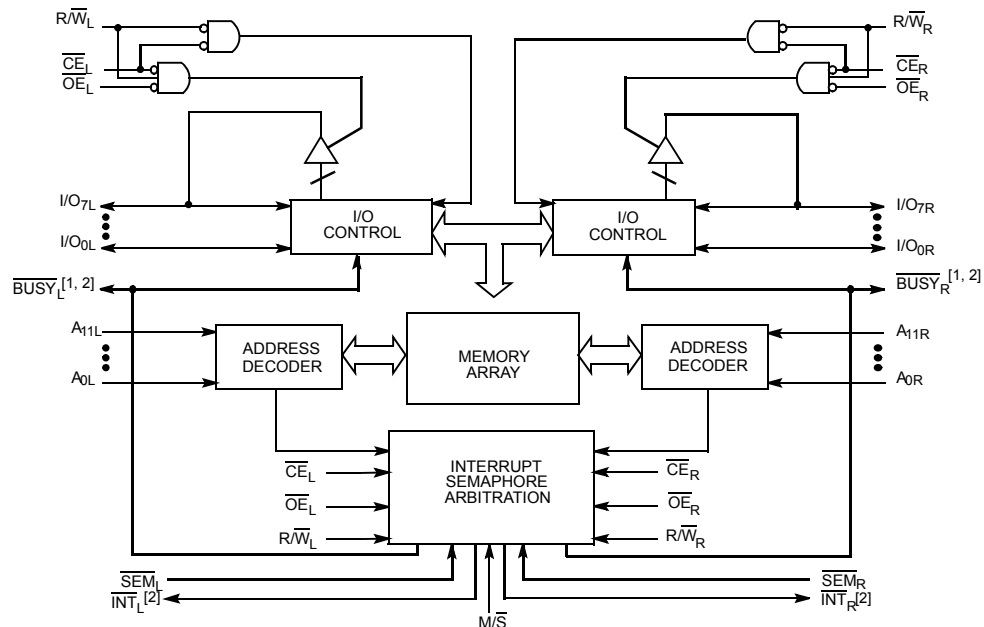 R/W̅L
R/W̅R
C̅E̅L
C̅E̅R
O̅E̅L
O̅E̅R
I/O7L
I/O CONTROL
I/O CONTROL
I/O7R
I/O0L
I/O0R
B̅U̅S̅Y̅L[1, 2]
B̅U̅S̅Y̅R[1, 2]
A11L
ADDRESS DECODER
MEMORY ARRAY
ADDRESS DECODER
A11R
A0L
A0R
C̅E̅L
INTERRUPT
SEMAPHORE
ARBITRATION
C̅E̅R
O̅E̅L
O̅E̅R
R/W̅L
R/W̅R
S̅E̅M̅L
S̅E̅M̅R
I̅N̅T̅L[2]
I̅N̅T̅R[2]
M/S̅